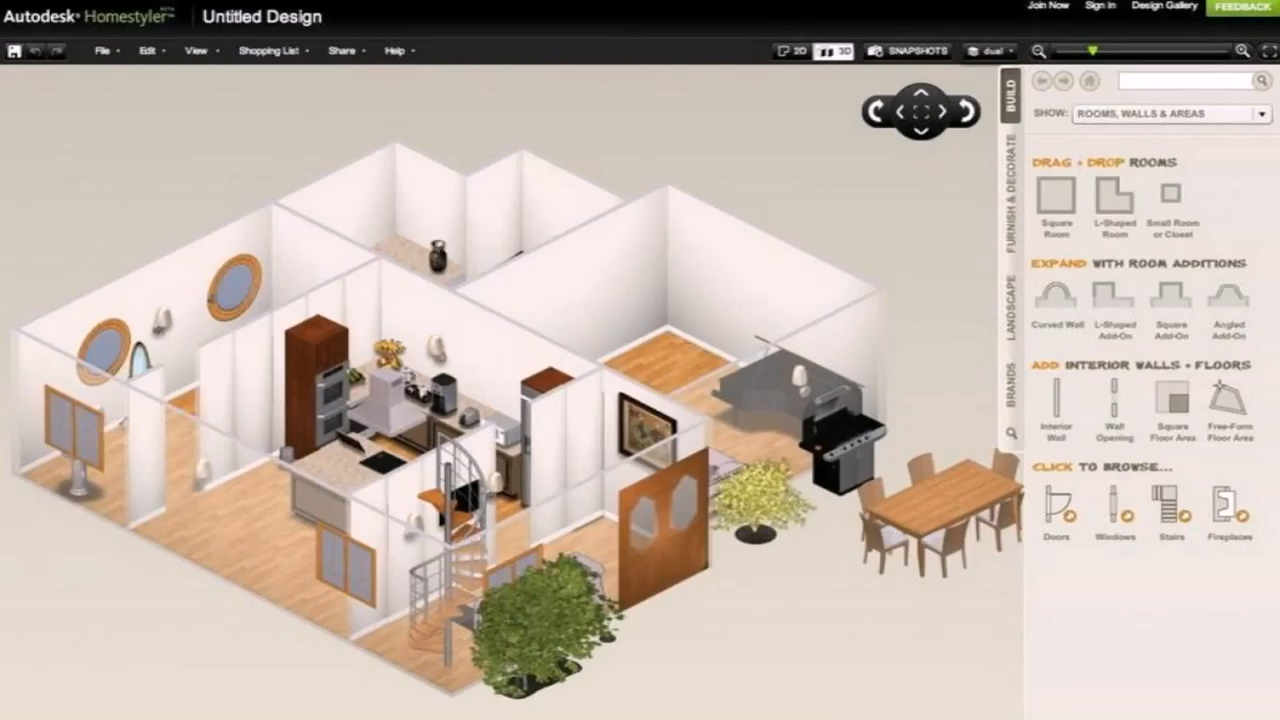 Autodesk® Homestyler™ BETA
Untitled Design
Join Now Sign In Design Gallery FEEDBACK
File Edit View Shopping List Share Help
2D 3D SNAPSHOTS dual
BUILD
FURNISH & DECORATE
LANDSCAPE
BRANDS
SHOW: ROOMS, WALLS & AREAS
DRAG + DROP ROOMS
Square Room
L-Shaped Room
Small Room or Closet
EXPAND WITH ROOM ADDITIONS
Curved Wall
L-Shaped Add-On
Square Add-On
Angled Add-On
ADD INTERIOR WALLS + FLOORS
Interior Wall
Wall Opening
Square Floor Area
Free-Form Floor Area
CLICK TO BROWSE...
Doors Windows Stairs Fireplaces